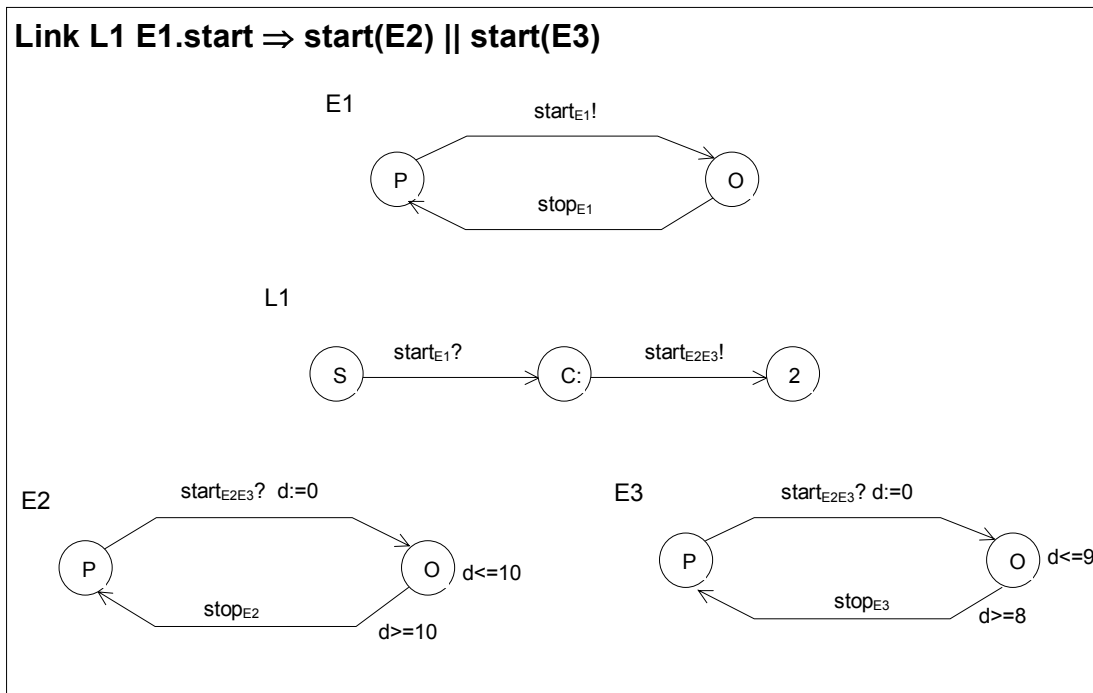 Link L1 E1.start ⇒ start(E2) || start(E3)
E1
startE1!
P
O
stopE1
L1
startE1?
startE2E3!
S
C:
2
E2
startE2E3? d:=0
P
O
d<=10
stopE2
d>=10
E3
startE2E3? d:=0
P
O
d<=9
stopE3
d>=8